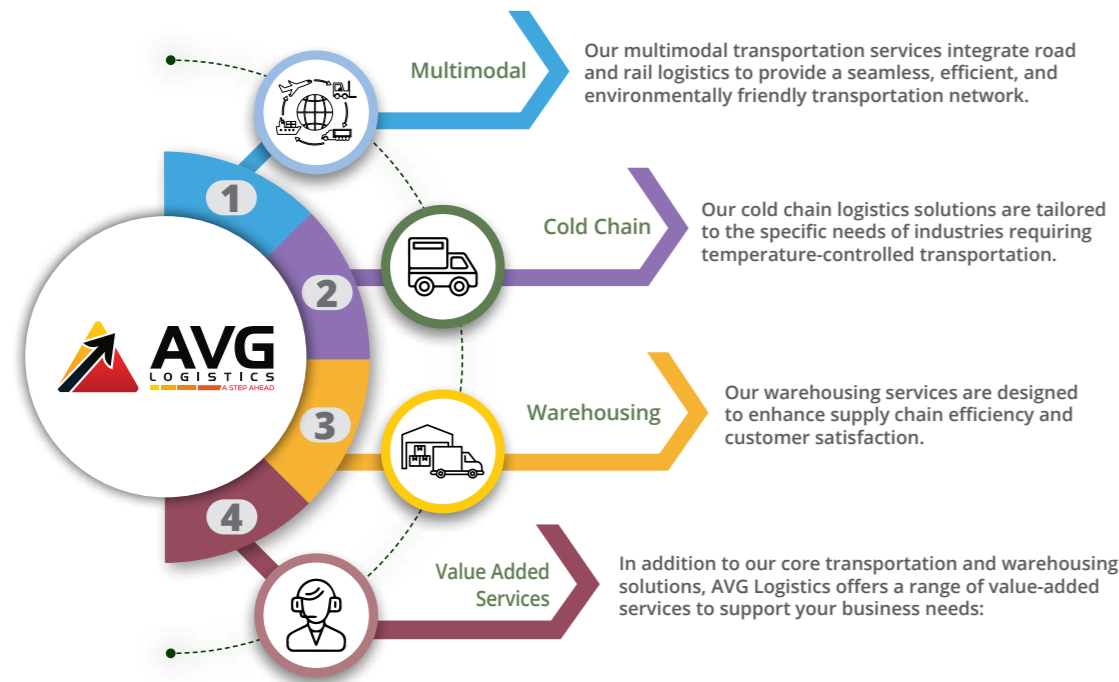 Multimodal
Our multimodal transportation services integrate road
and rail logistics to provide a seamless, efficient, and
environmentally friendly transportation network.
1
Cold Chain
Our cold chain logistics solutions are tailored
to the specific needs of industries requiring
temperature-controlled transportation.
2
AVG
LOGISTICS
A STEP AHEAD
3
Warehousing
Our warehousing services are designed
to enhance supply chain efficiency and
customer satisfaction.
4
Value Added
Services
In addition to our core transportation and warehousing
solutions, AVG Logistics offers a range of value-added
services to support your business needs: